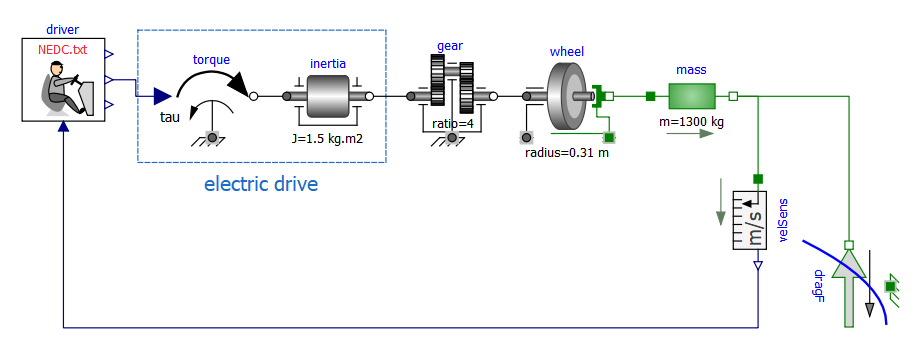 driver
NEDC.txt
torque
tau
inertia
J=1.5 kg.m2
electric drive
gear
ratio=4
wheel
radius=0.31 m
mass
m=1300 kg
m/s
velSens
dragF